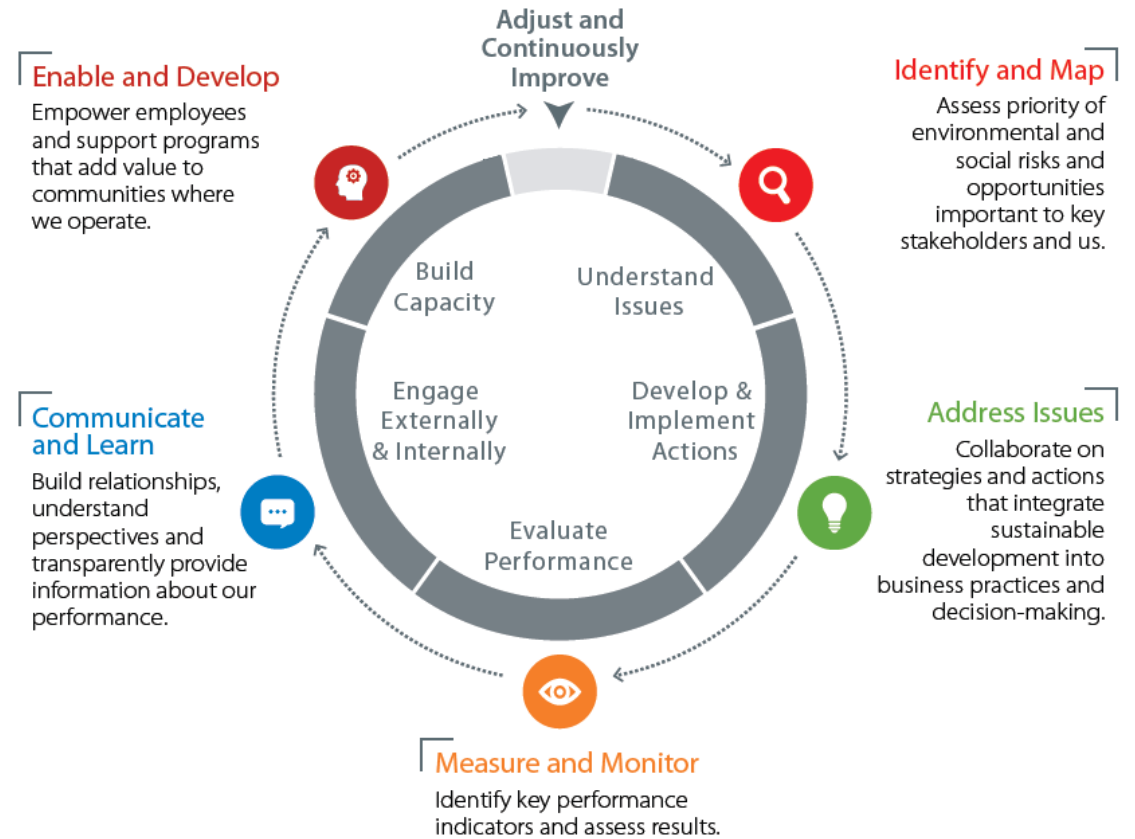 Adjust and
Continuously
Improve
Enable and Develop
Empower employees
and support programs
that add value to
communities where
we operate.
Identify and Map
Assess priority of
environmental and
social risks and
opportunities
important to key
stakeholders and us.
Build
Capacity
Understand
Issues
Engage
Externally
& Internally
Develop &
Implement
Actions
Evaluate
Performance
Communicate
and Learn
Build relationships,
understand
perspectives and
transparently provide
information about our
performance.
Address Issues
Collaborate on
strategies and actions
that integrate
sustainable
development into
business practices and
decision-making.
Measure and Monitor
Identify key performance
indicators and assess results.